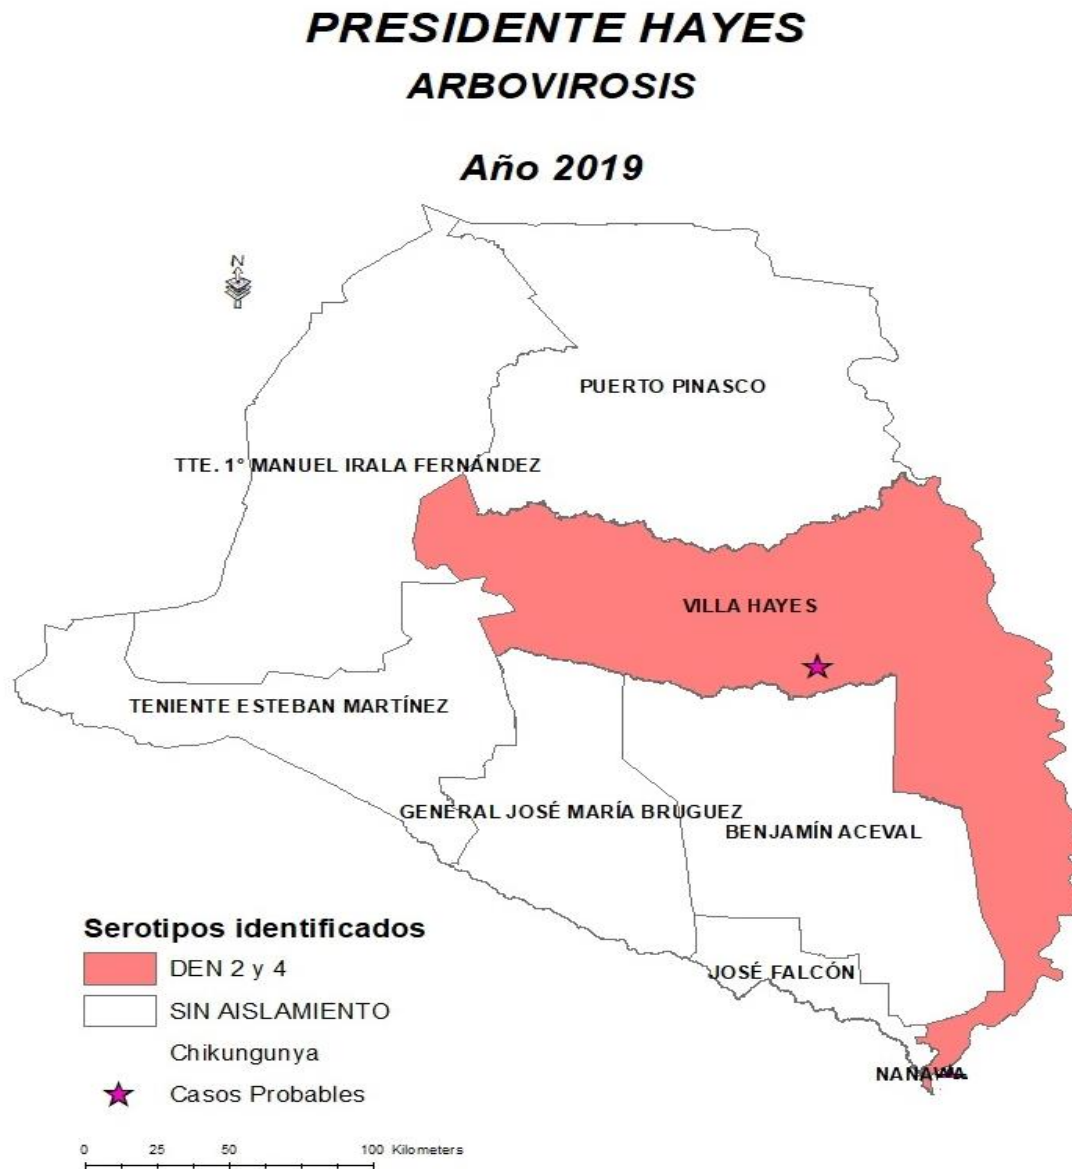 PRESIDENTE HAYES
ARBOVIROSIS
Año 2019
N
PUERTO PINASCO
TTE. 1° MANUEL IRALA FERNÁNDEZ
VILLA HAYES
TENIENTE ESTEBAN MARTÍNEZ
GENERAL JOSÉ MARÍA BRUGUEZ
BENJAMÍN ACEVAL
JOSÉ FALCÓN
NANAWA
Serotipos identificados
DEN 2 y 4
SIN AISLAMIENTO
Chikungunya
Casos Probables
0 25 50 100 Kilometers